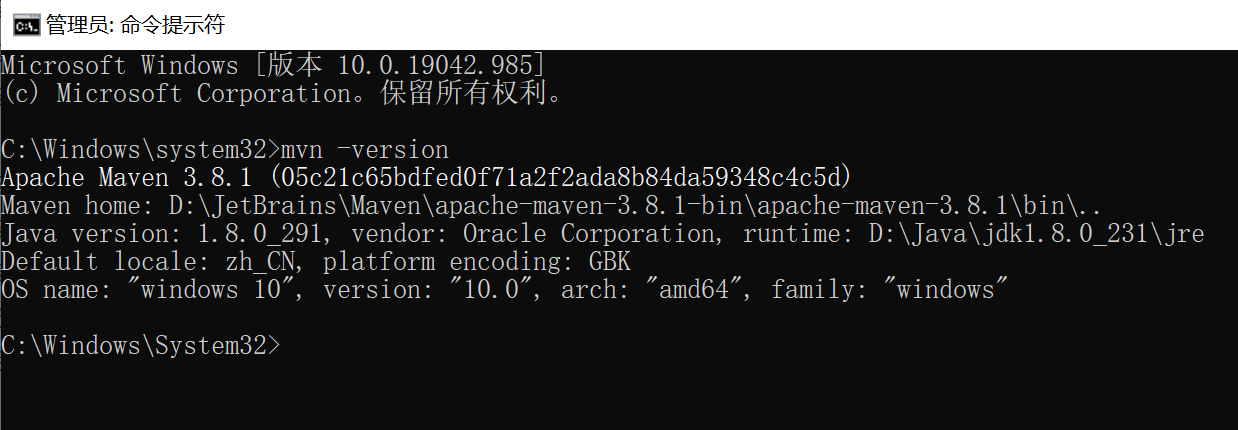 管理员: 命令提示符
Microsoft Windows [版本 10.0.19042.985]
(c) Microsoft Corporation。保留所有权利。
C:\Windows\system32>mvn -version
Apache Maven 3.8.1 (05c21c65bdfed0f71a2f2ada8b84da59348c4c5d)
Maven home: D:\JetBrains\Maven\apache-maven-3.8.1-bin\apache-maven-3.8.1\bin\..
Java version: 1.8.0_291, vendor: Oracle Corporation, runtime: D:\Java\jdk1.8.0_231\jre
Default locale: zh_CN, platform encoding: GBK
OS name: "windows 10", version: "10.0", arch: "amd64", family: "windows"
C:\Windows\System32>